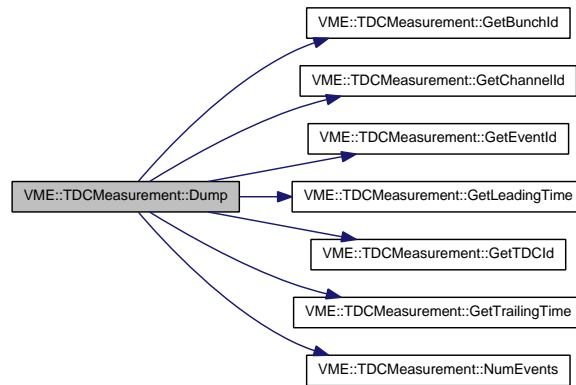 VME::TDCMeasurement::GetBunchId
VME::TDCMeasurement::GetChannelId
VME::TDCMeasurement::GetEventId
VME::TDCMeasurement::Dump
VME::TDCMeasurement::GetLeadingTime
VME::TDCMeasurement::GetTDCId
VME::TDCMeasurement::GetTrailingTime
VME::TDCMeasurement::NumEvents